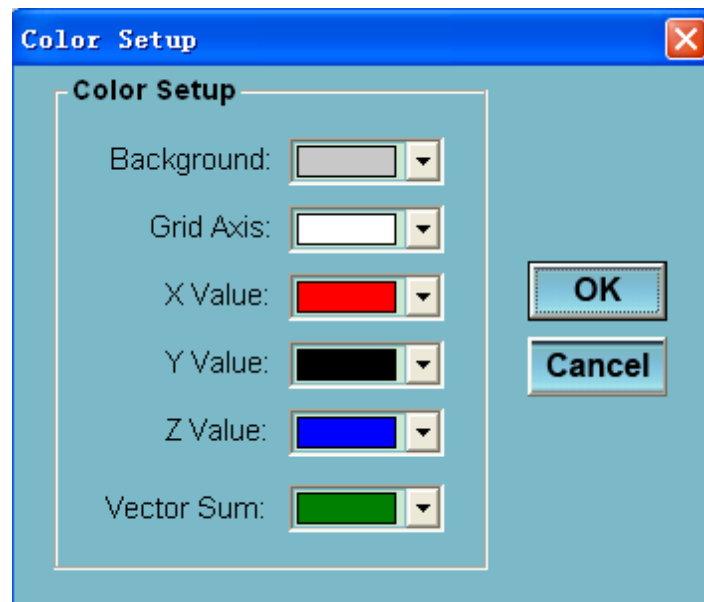 Color Setup
Color Setup
Background:
Grid Axis:
X Value:
OK
Y Value:
Cancel
Z Value:
Vector Sum: